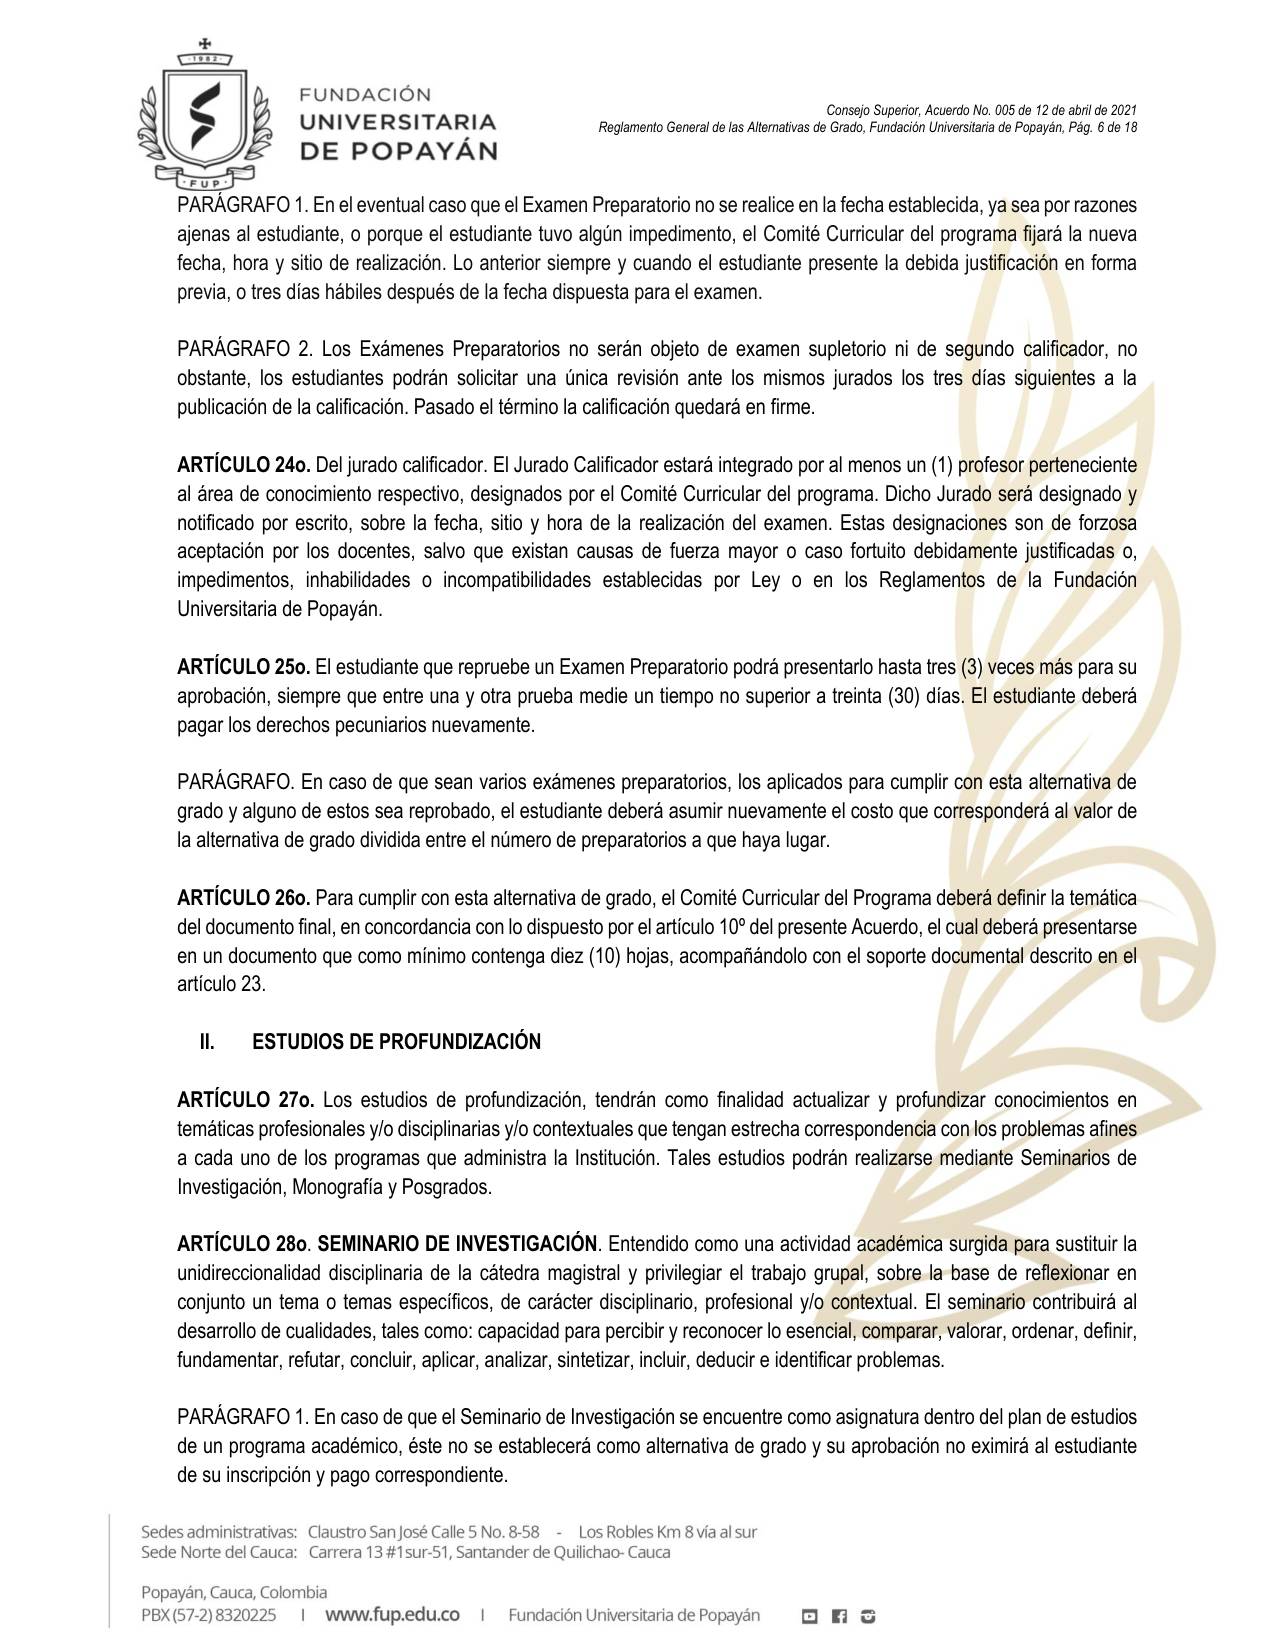 1982
FUP
FUNDACIÓN
UNIVERSITARIA
DE POPAYÁN
Consejo Superior, Acuerdo No. 005 de 12 de abril de 2021
Reglamento General de las Alternativas de Grado, Fundación Universitaria de Popayán, Pág. 6 de 18
PARÁGRAFO 1. En el eventual caso que el Examen Preparatorio no se realice en la fecha establecida, ya sea por razones
ajenas al estudiante, o porque el estudiante tuvo algún impedimento, el Comité Curricular del programa fijará la nueva
fecha, hora y sitio de realización. Lo anterior siempre y cuando el estudiante presente la debida justificación en forma
previa, o tres días hábiles después de la fecha dispuesta para el examen.
PARÁGRAFO 2. Los Exámenes Preparatorios no serán objeto de examen supletorio ni de segundo calificador, no
obstante, los estudiantes podrán solicitar una única revisión ante los mismos jurados los tres días siguientes a la
publicación de la calificación. Pasado el término la calificación quedará en firme.
ARTÍCULO 24o. Del jurado calificador. El Jurado Calificador estará integrado por al menos un (1) profesor perteneciente
al área de conocimiento respectivo, designados por el Comité Curricular del programa. Dicho Jurado será designado y
notificado por escrito, sobre la fecha, sitio y hora de la realización del examen. Estas designaciones son de forzosa
aceptación por los docentes, salvo que existan causas de fuerza mayor o caso fortuito debidamente justificadas o,
impedimentos, inhabilidades o incompatibilidades establecidas por Ley o en los Reglamentos de la Fundación
Universitaria de Popayán.
ARTÍCULO 25o. El estudiante que repruebe un Examen Preparatorio podrá presentarlo hasta tres (3) veces más para su
aprobación, siempre que entre una y otra prueba medie un tiempo no superior a treinta (30) días. El estudiante deberá
pagar los derechos pecuniarios nuevamente.
PARÁGRAFO. En caso de que sean varios exámenes preparatorios, los aplicados para cumplir con esta alternativa de
grado y alguno de estos sea reprobado, el estudiante deberá asumir nuevamente el costo que corresponderá al valor de
la alternativa de grado dividida entre el número de preparatorios a que haya lugar.
ARTÍCULO 26o. Para cumplir con esta alternativa de grado, el Comité Curricular del Programa deberá definir la temática
del documento final, en concordancia con lo dispuesto por el artículo 10º del presente Acuerdo, el cual deberá presentarse
en un documento que como mínimo contenga diez (10) hojas, acompañándolo con el soporte documental descrito en el
artículo 23.
II. ESTUDIOS DE PROFUNDIZACIÓN
ARTÍCULO 27o. Los estudios de profundización, tendrán como finalidad actualizar y profundizar conocimientos en
temáticas profesionales y/o disciplinarias y/o contextuales que tengan estrecha correspondencia con los problemas afines
a cada uno de los programas que administra la Institución. Tales estudios podrán realizarse mediante Seminarios de
Investigación, Monografía y Posgrados.
ARTÍCULO 28o. SEMINARIO DE INVESTIGACIÓN. Entendido como una actividad académica surgida para sustituir la
unidireccionalidad disciplinaria de la cátedra magistral y privilegiar el trabajo grupal, sobre la base de reflexionar en
conjunto un tema o temas específicos, de carácter disciplinario, profesional y/o contextual. El seminario contribuirá al
desarrollo de cualidades, tales como: capacidad para percibir y reconocer lo esencial, comparar, valorar, ordenar, definir,
fundamentar, refutar, concluir, aplicar, analizar, sintetizar, incluir, deducir e identificar problemas.
PARÁGRAFO 1. En caso de que el Seminario de Investigación se encuentre como asignatura dentro del plan de estudios
de un programa académico, éste no se establecerá como alternativa de grado y su aprobación no eximirá al estudiante
de su inscripción y pago correspondiente.
Sedes administrativas: Claustro San José Calle 5 No. 8-58 - Los Robles Km 8 vía al sur
Sede Norte del Cauca: Carrera 13 #1sur-51, Santander de Quilichao- Cauca
Popayán, Cauca, Colombia
PBX (57-2) 8320225 I www.fup.edu.co I Fundación Universitaria de Popayán